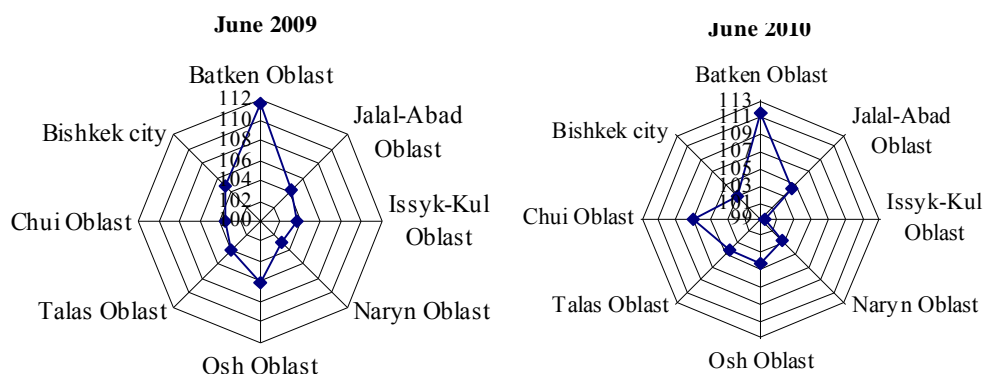 June 2009
Batken Oblast
112
110
108
106
104
102
100
Jalal-Abad
Oblast
Issyk-Kul
Oblast
Naryn Oblast
Osh Oblast
Talas Oblast
Chui Oblast
Bishkek city
June 2010
Batken Oblast
113
111
109
107
105
103
101
99
Jalal-Abad
Oblast
Issyk-Kul
Oblast
Naryn Oblast
Osh Oblast
Talas Oblast
Chui Oblast
Bishkek city